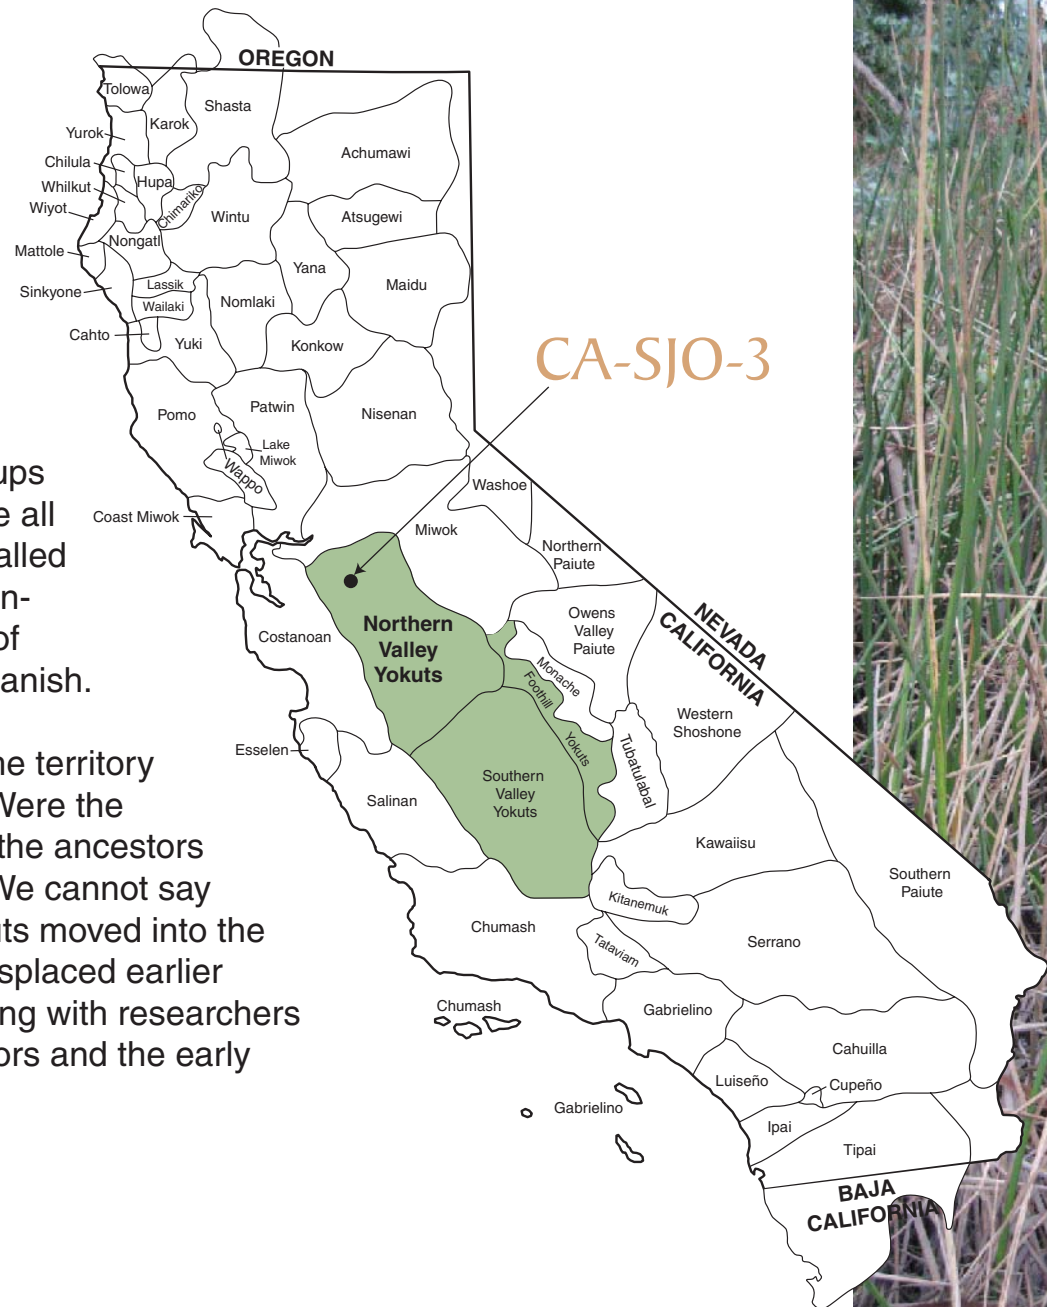 OREGON
Tolowa
Shasta
Karok
Yurok
Achumawi
Chilula
Hupa
Whilkut
Chimariko
Wiyot
Wintu
Atsugewi
Nongatl
Mattole
Yana
Lassik
Maidu
Sinkyone
Nomlaki
Wailaki
Cahto
Yuki
Konkow
CA-SJO-3
Pomo
Patwin
Nisenan
Lake
Miwok
Wappo
Washoe
Coast Miwok
Miwok
Northern
Paiute
Costanoan
Northern
Valley
Yokuts
Owens
Valley
Paiute
NEVADA
CALIFORNIA
Monache
Foothill
Yokuts
Western
Shoshone
Esselen
Tubatulabal
Southern
Valley
Yokuts
Salinan
Kawaiisu
Southern
Paiute
Kitanemuk
Chumash
Serrano
Tataviam
Chumash
Gabrielino
Cahuilla
Luiseño
Cupeño
Gabrielino
Ipai
Tipai
BAJA
CALIFORNIA
ups
e all
alled
n-
of
anish.
ne territory
Were the
the ancestors
We cannot say
uts moved into the
isplaced earlier
ing with researchers
ors and the early